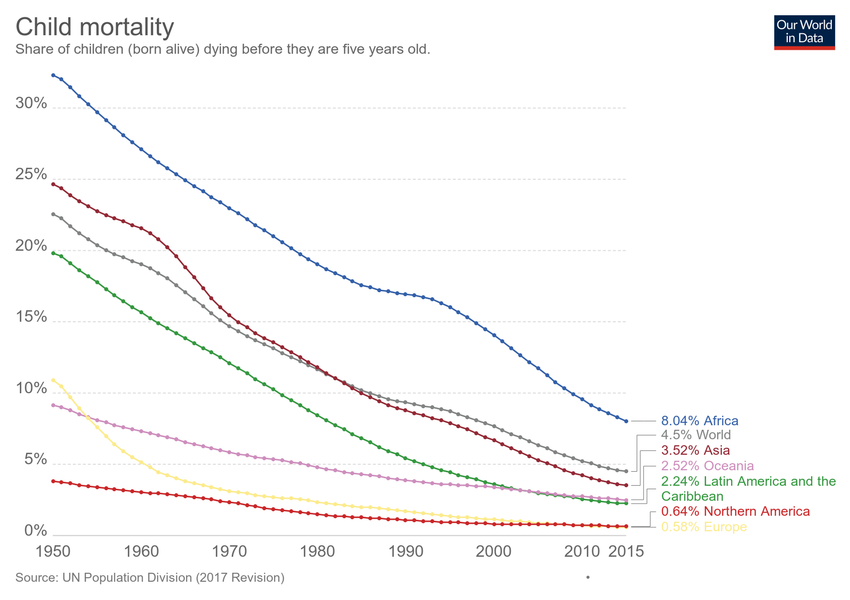 Child mortality
Share of children (born alive) dying before they are five years old.
Our World
in Data
30%
25%
20%
15%
10%
5%
0%
1950 1960 1970 1980 1990 2000 2010 2015
8.04% Africa
4.5% World
3.52% Asia
2.52% Oceania
2.24% Latin America and the
Caribbean
0.64% Northern America
0.58% Europe
Source: UN Population Division (2017 Revision)